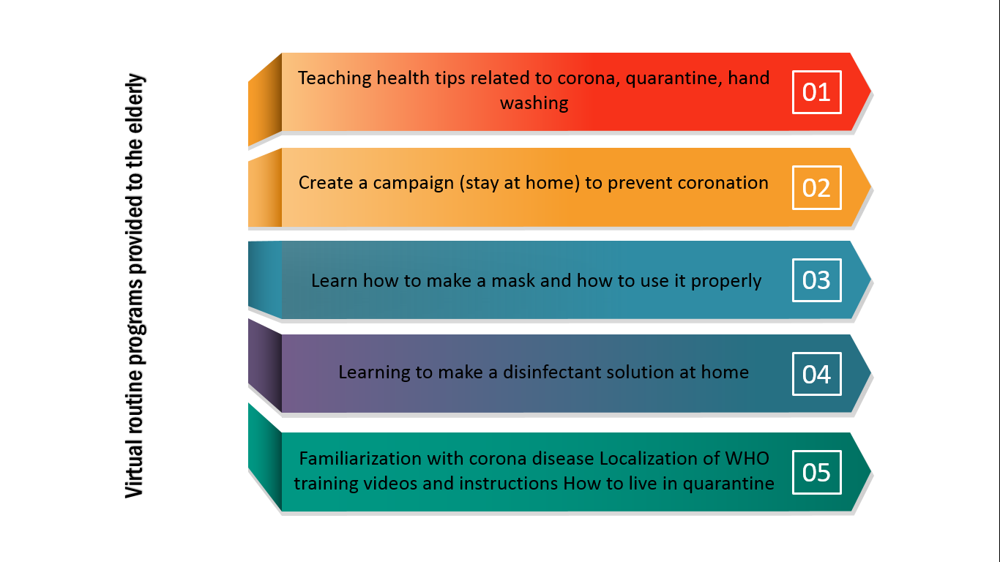 Virtual routine programs provided to the elderly
Teaching health tips related to corona, quarantine, hand
washing
01
Create a campaign (stay at home) to prevent coronation
02
Learn how to make a mask and how to use it properly
03
Learning to make a disinfectant solution at home
04
Familiarization with corona disease Localization of WHO
training videos and instructions How to live in quarantine
05